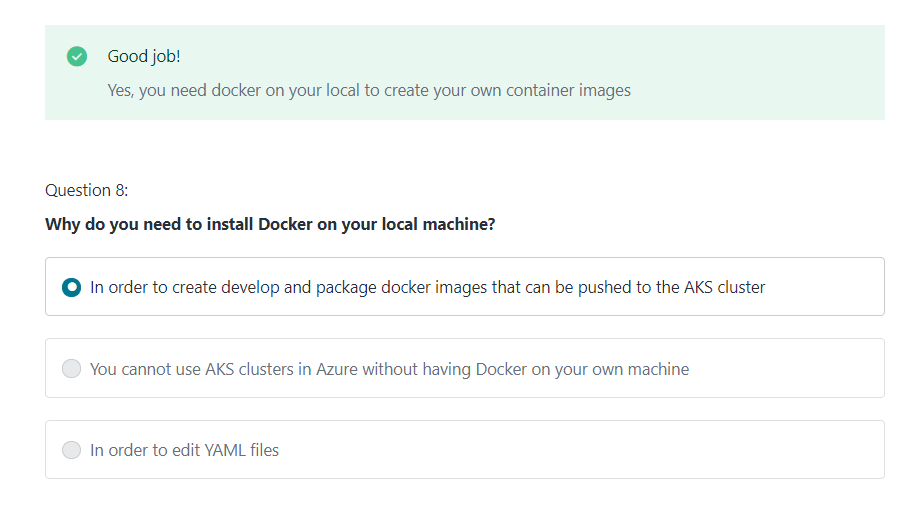 Good job!
Yes, you need docker on your local to create your own container images
Question 8:
Why do you need to install Docker on your local machine?
In order to create develop and package docker images that can be pushed to the AKS cluster
You cannot use AKS clusters in Azure without having Docker on your own machine
In order to edit YAML files